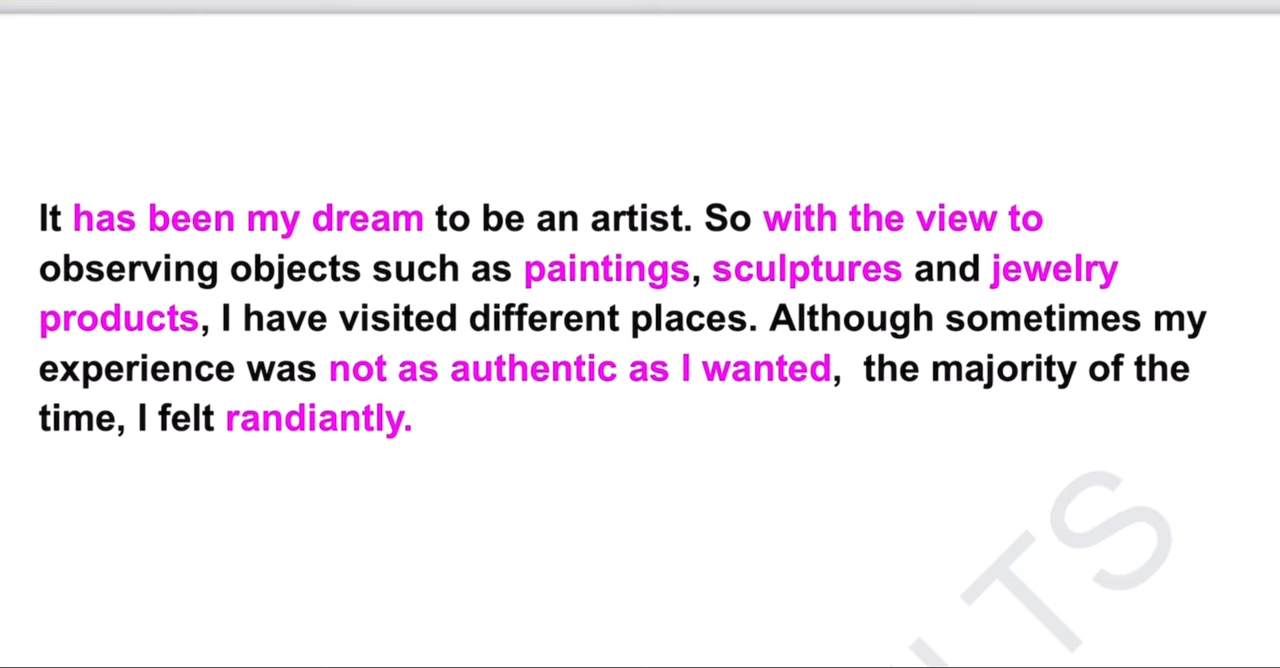 It has been my dream to be an artist. So with the view to
observing objects such as paintings, sculptures and jewelry
products, I have visited different places. Although sometimes my
experience was not as authentic as I wanted,  the majority of the
time, I felt randiantly.